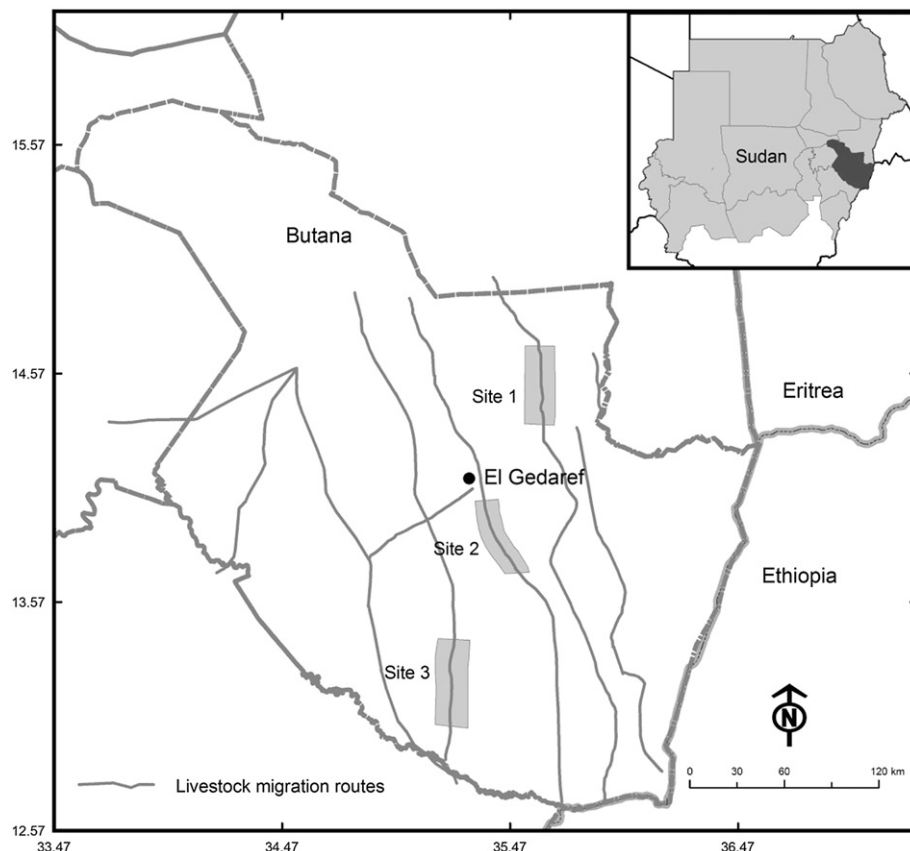 Sudan
15.57
Butana
14.57
Site 1
Eritrea
El Gedaref
Site 2
Ethiopia
13.57
Site 3
N
Livestock migration routes
0 30 60 120 km
12.57
33.47 34.47 35.47 36.47